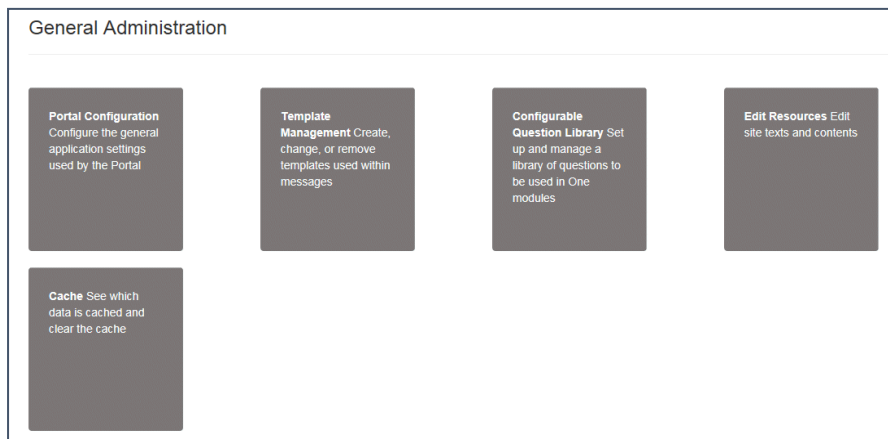 General Administration
Portal Configuration
Configure the general
application settings
used by the Portal
Template
Management Create,
change, or remove
templates used within
messages
Configurable
Question Library Set
up and manage a
library of questions to
be used in One
modules
Edit Resources Edit
site texts and contents
Cache See which
data is cached and
clear the cache